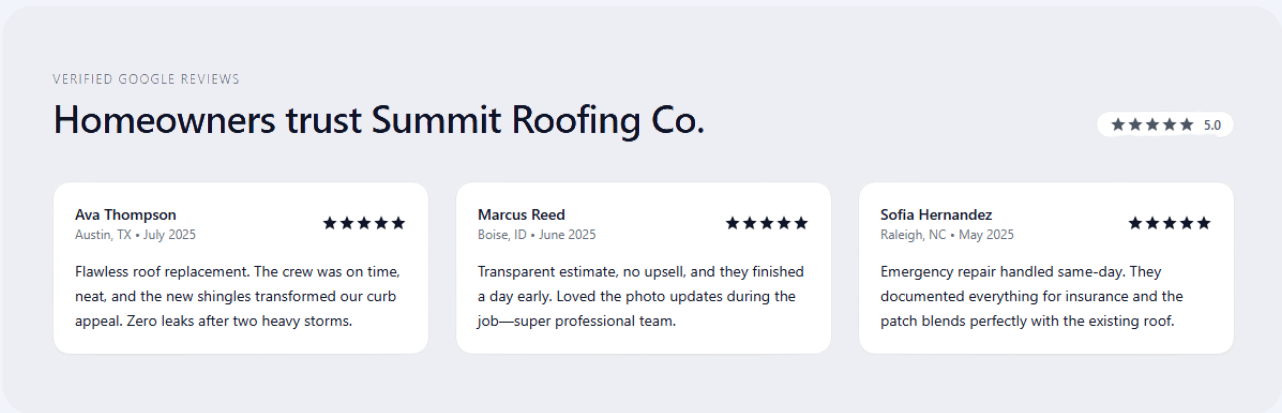 VERIFIED GOOGLE REVIEWS
Homeowners trust Summit Roofing Co.
★★★★★ 5.0
Ava Thompson
Austin, TX • July 2025
★★★★★
Flawless roof replacement. The crew was on time,
neat, and the new shingles transformed our curb
appeal. Zero leaks after two heavy storms.
Marcus Reed
Boise, ID • June 2025
★★★★★
Transparent estimate, no upsell, and they finished
a day early. Loved the photo updates during the
job—super professional team.
Sofia Hernandez
Raleigh, NC • May 2025
★★★★★
Emergency repair handled same-day. They
documented everything for insurance and the
patch blends perfectly with the existing roof.